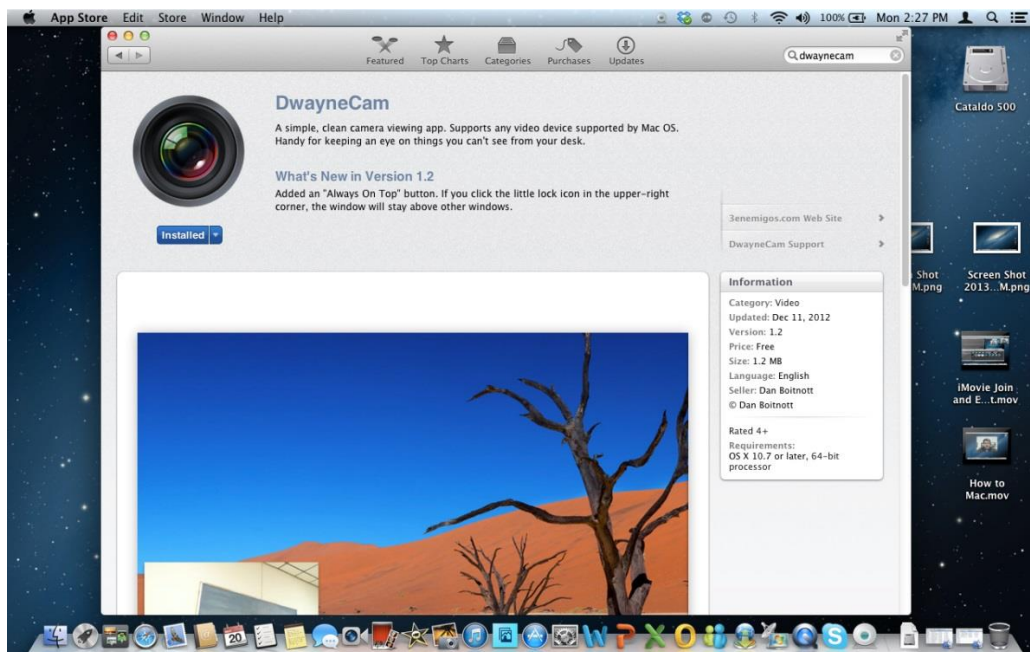 App Store Edit Store Window Help
100% Mon 2:27 PM
Featured Top Charts Categories Purchases Updates
dwaynecam
DwayneCam
A simple, clean camera viewing app. Supports any video device supported by Mac OS.
Handy for keeping an eye on things you can't see from your desk.
What's New in Version 1.2
Added an "Always On Top" button. If you click the little lock icon in the upper-right
corner, the window will stay above other windows.
Installed
3enemigos.com Web Site
DwayneCam Support
Information
Category: Video
Updated: Dec 11, 2012
Version: 1.2
Price: Free
Size: 1.2 MB
Language: English
Seller: Dan Boitnott
© Dan Boitnott
Rated 4+
Requirements:
OS X 10.7 or later, 64-bit
processor
Cataldo 500
Shot
M.png
Screen Shot
2013...M.png
iMovie Join
and E...t.mov
How to
Mac.mov
20